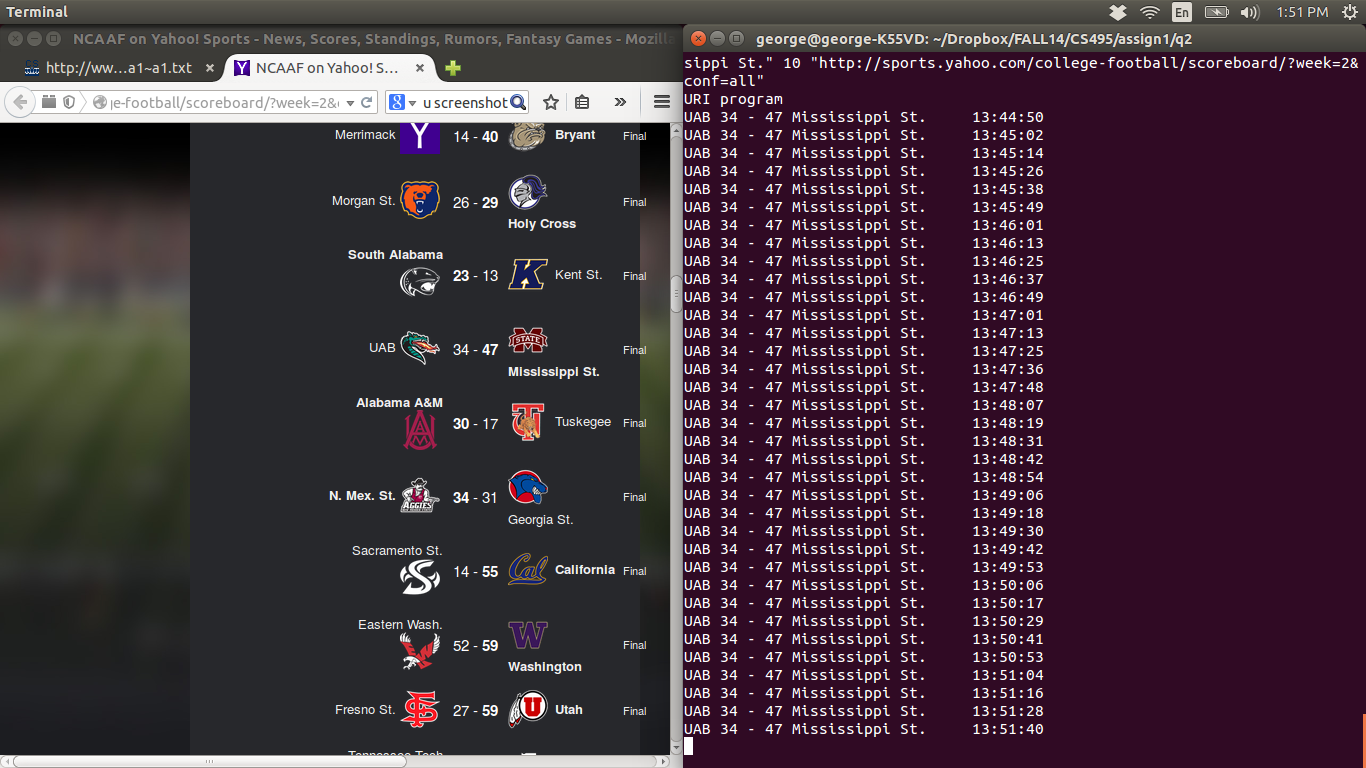 Terminal
En
1:51 PM
NCAAF on Yahoo! Sports - News, Scores, Standings, Rumors, Fantasy Games - Mozill
http://ww...a1~a1.txt
NCAAF on Yahoo! S...
ge-football/scoreboard/?week=2&
u screenshot
Merrimack 14 - 40 Bryant Final
Morgan St. 26 - 29 Holy Cross Final
South Alabama 23 - 13 Kent St. Final
UAB 34 - 47 STATE Mississippi St. Final
Alabama A&M 30 - 17 Tuskegee Final
N. Mex. St. AGGIES 34 - 31 Georgia St. Final
Sacramento St. 14 - 55 Cal California Final
Eastern Wash. 52 - 59 W Washington Final
Fresno St. 27 - 59 U Utah Final
Tennessee Tech
george@george-K55VD: ~/Dropbox/FALL14/CS495/assign1/q2
sippi St." 10 "http://sports.yahoo.com/college-football/scoreboard/?week=2&
conf=all"
URI program
UAB 34 - 47 Mississippi St. 13:44:50
UAB 34 - 47 Mississippi St. 13:45:02
UAB 34 - 47 Mississippi St. 13:45:14
UAB 34 - 47 Mississippi St. 13:45:26
UAB 34 - 47 Mississippi St. 13:45:38
UAB 34 - 47 Mississippi St. 13:45:49
UAB 34 - 47 Mississippi St. 13:46:01
UAB 34 - 47 Mississippi St. 13:46:13
UAB 34 - 47 Mississippi St. 13:46:25
UAB 34 - 47 Mississippi St. 13:46:37
UAB 34 - 47 Mississippi St. 13:46:49
UAB 34 - 47 Mississippi St. 13:47:01
UAB 34 - 47 Mississippi St. 13:47:13
UAB 34 - 47 Mississippi St. 13:47:25
UAB 34 - 47 Mississippi St. 13:47:36
UAB 34 - 47 Mississippi St. 13:47:48
UAB 34 - 47 Mississippi St. 13:48:07
UAB 34 - 47 Mississippi St. 13:48:19
UAB 34 - 47 Mississippi St. 13:48:31
UAB 34 - 47 Mississippi St. 13:48:42
UAB 34 - 47 Mississippi St. 13:48:54
UAB 34 - 47 Mississippi St. 13:49:06
UAB 34 - 47 Mississippi St. 13:49:18
UAB 34 - 47 Mississippi St. 13:49:30
UAB 34 - 47 Mississippi St. 13:49:42
UAB 34 - 47 Mississippi St. 13:49:53
UAB 34 - 47 Mississippi St. 13:50:06
UAB 34 - 47 Mississippi St. 13:50:17
UAB 34 - 47 Mississippi St. 13:50:29
UAB 34 - 47 Mississippi St. 13:50:41
UAB 34 - 47 Mississippi St. 13:50:53
UAB 34 - 47 Mississippi St. 13:51:04
UAB 34 - 47 Mississippi St. 13:51:16
UAB 34 - 47 Mississippi St. 13:51:28
UAB 34 - 47 Mississippi St. 13:51:40